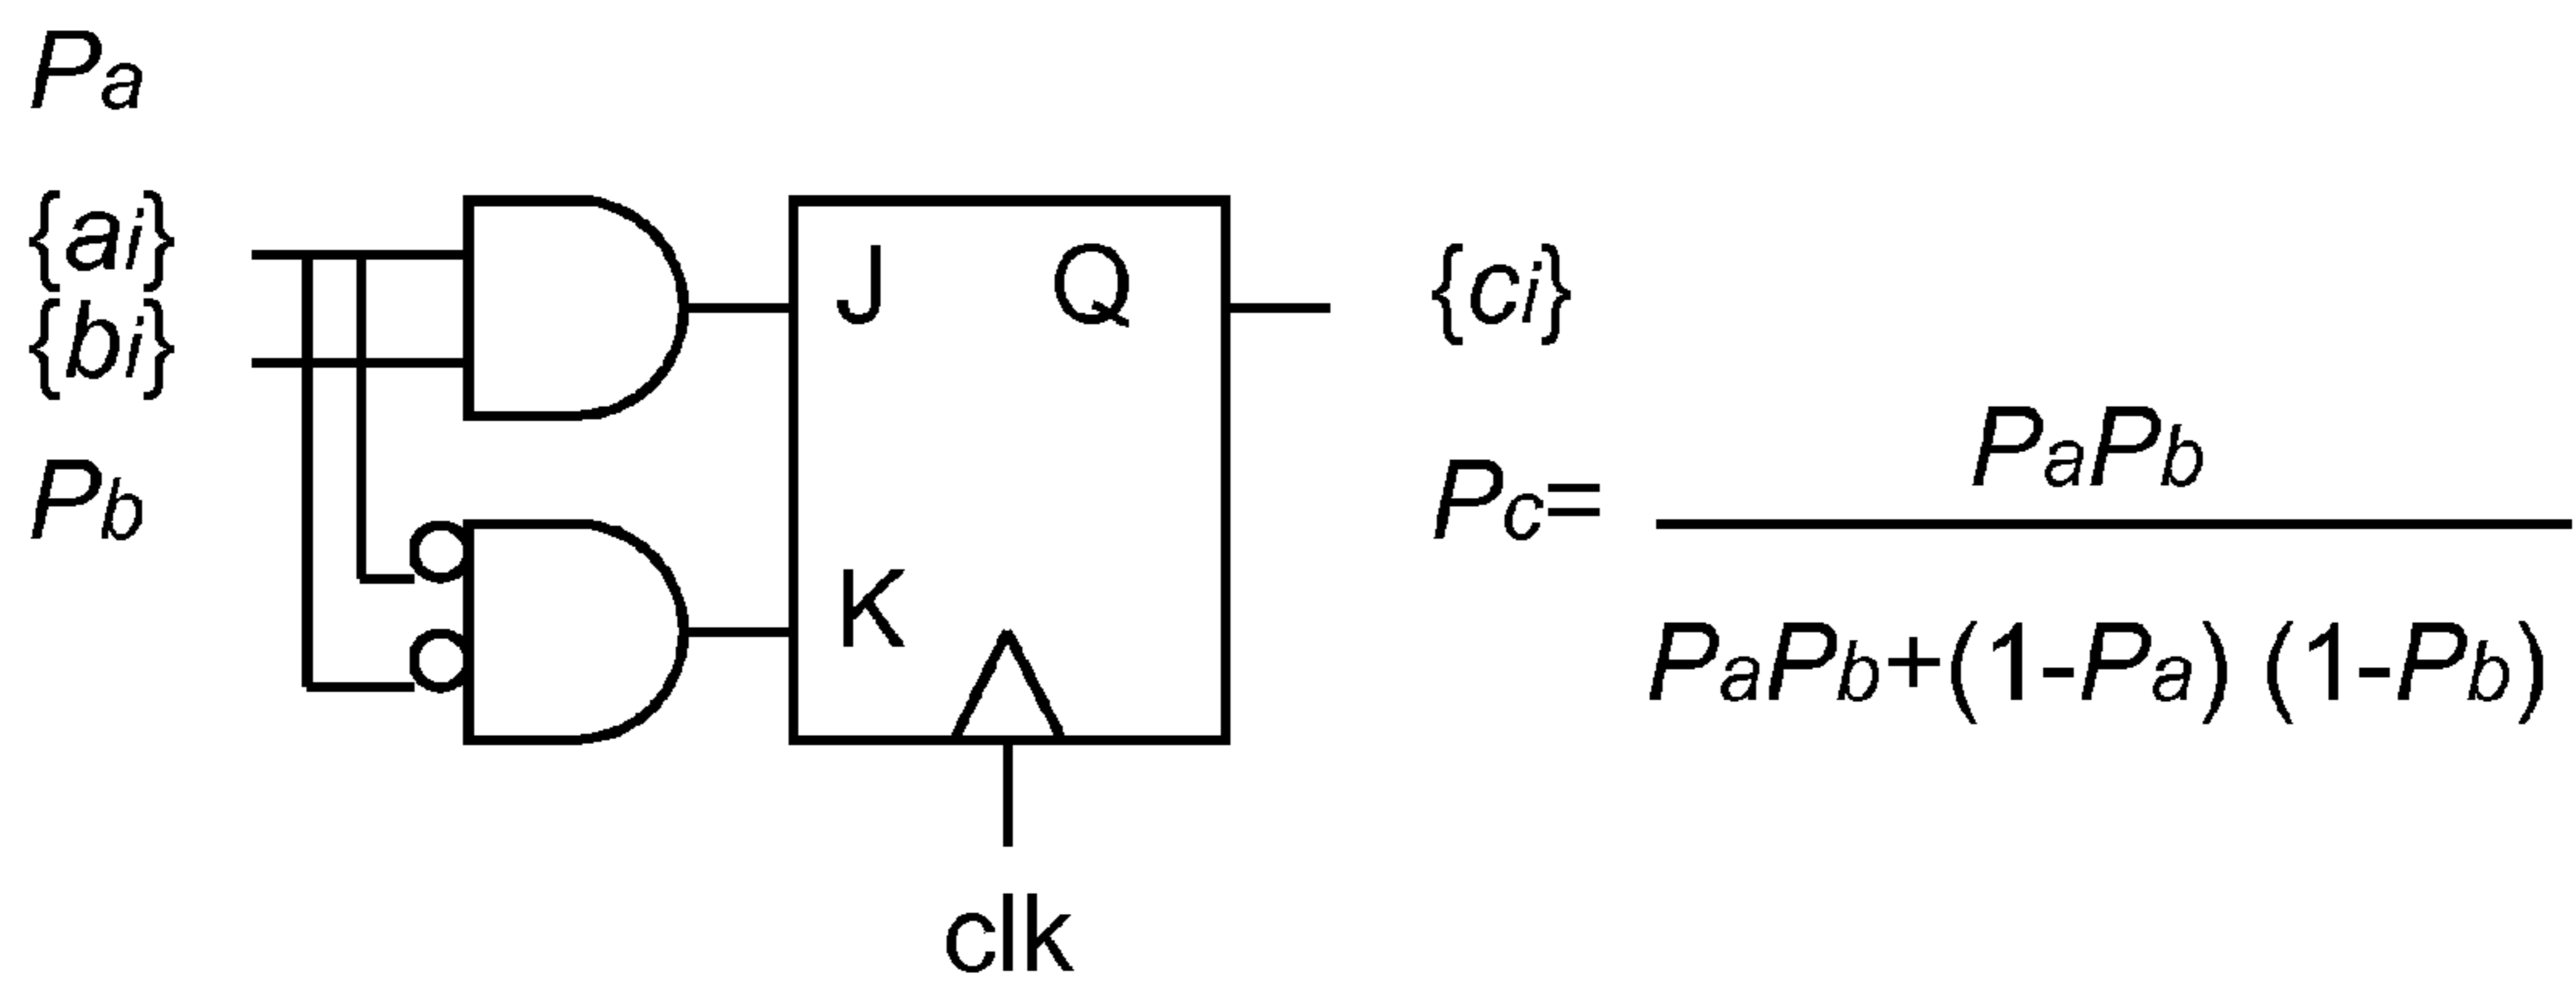 Pa
{ai}
{bi}
Pb
J Q
K
clk
{ci}
Pc=
PaPb
PaPb+(1-Pa) (1-Pb)